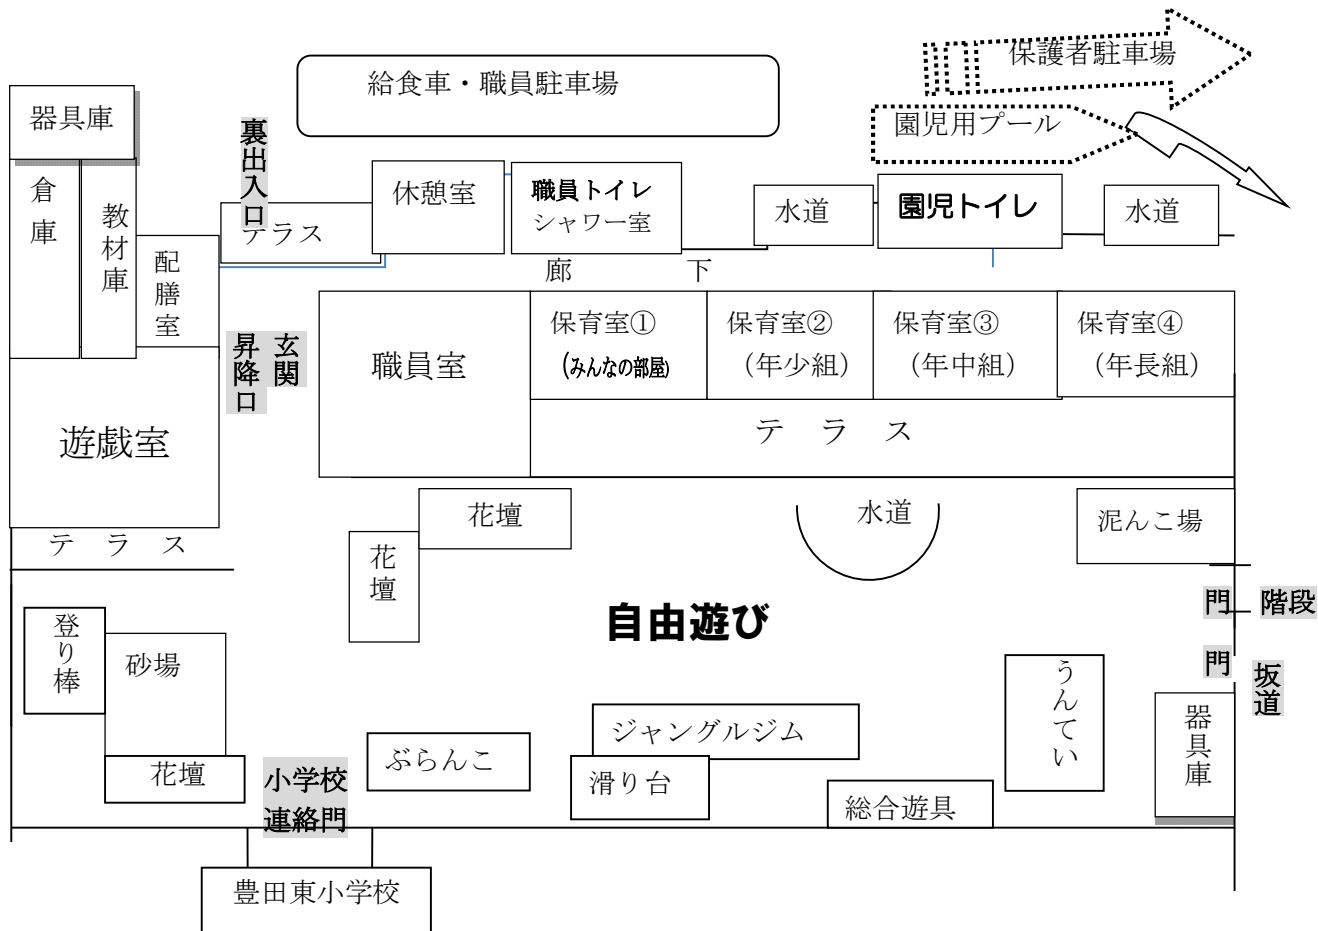 保護者駐車場
給食車・職員駐車場
園児用プール
器具庫
裏出入口
倉庫
教材庫
配膳室
テラス
休憩室
職員トイレ
シャワー室
水道
園児トイレ
水道
廊下
昇降口
玄関
職員室
保育室①
(みんなの部屋)
保育室②
(年少組)
保育室③
(年中組)
保育室④
(年長組)
遊戯室
テラス
テラス
花壇
花壇
水道
泥んこ場
自由遊び
門
階段
門
坂道
登り棒
砂場
花壇
小学校
連絡門
ぶらんこ
ジャングルジム
滑り台
総合遊具
うんてい
器具庫
豊田東小学校